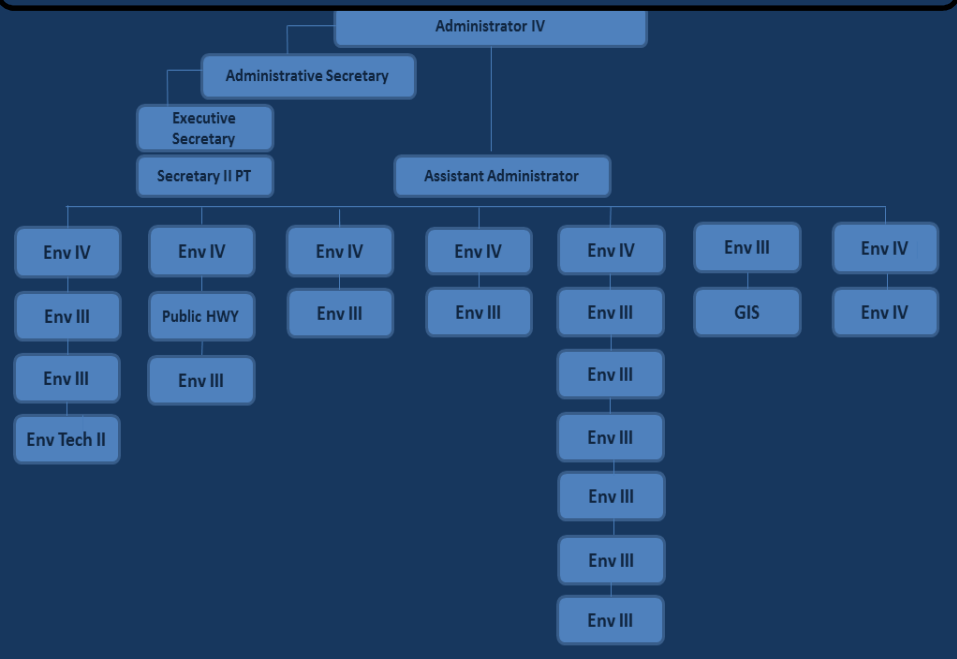 Administrator IV
Administrative Secretary
Executive
Secretary
Secretary II PT
Assistant Administrator
Env IV
Env IV
Env IV
Env IV
Env IV
Env III
Env IV
Env III
Public HWY
Env III
Env III
Env III
GIS
Env IV
Env III
Env III
Env III
Env Tech II
Env III
Env III
Env III
Env III